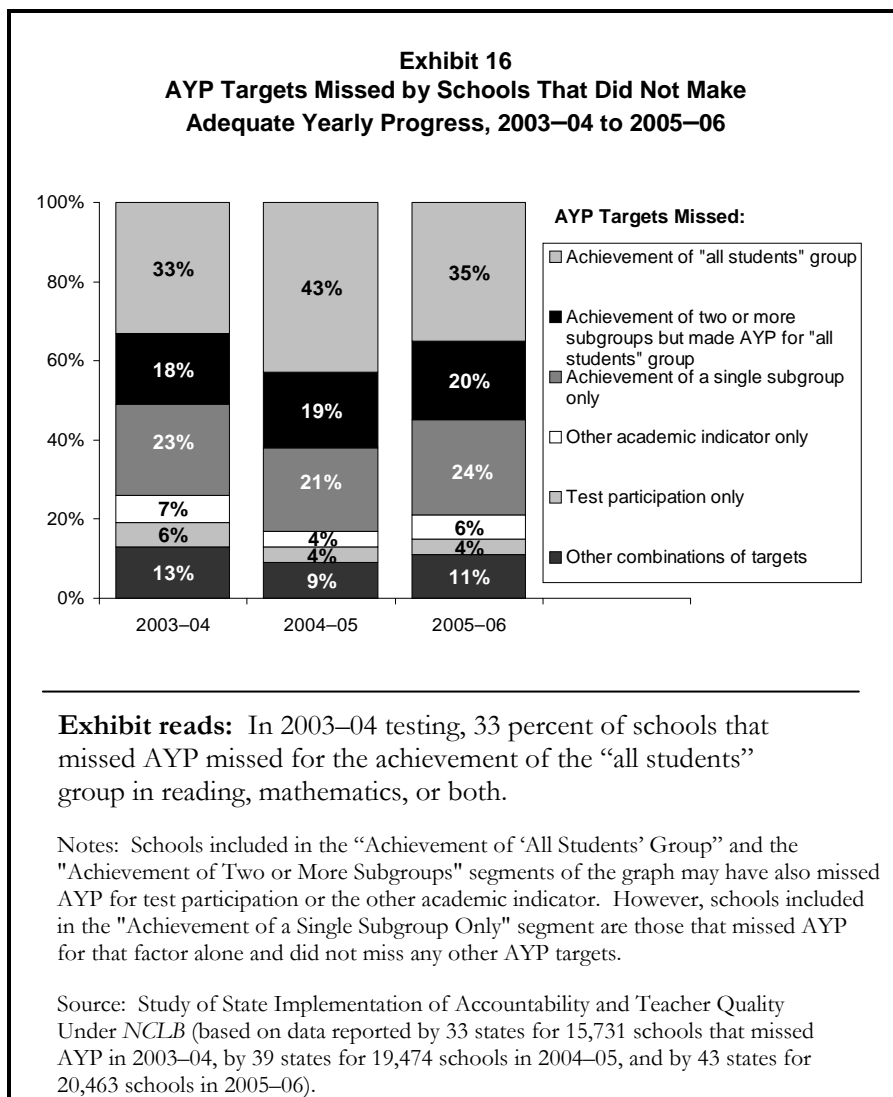 Exhibit 16
AYP Targets Missed by Schools That Did Not Make
Adequate Yearly Progress, 2003–04 to 2005–06
100%
80%
60%
40%
20%
0%
33%
18%
23%
7%
6%
13%
43%
19%
21%
4%
4%
9%
35%
20%
24%
6%
4%
11%
2003–04
2004–05
2005–06
AYP Targets Missed:
Achievement of "all students" group
Achievement of two or more
subgroups but made AYP for "all
students" group
Achievement of a single subgroup
only
Other academic indicator only
Test participation only
Other combinations of targets
Exhibit reads: In 2003–04 testing, 33 percent of schools that
missed AYP missed for the achievement of the “all students”
group in reading, mathematics, or both.
Notes: Schools included in the “Achievement of ‘All Students’ Group” and the
"Achievement of Two or More Subgroups" segments of the graph may have also missed
AYP for test participation or the other academic indicator. However, schools included
in the "Achievement of a Single Subgroup Only" segment are those that missed AYP
for that factor alone and did not miss any other AYP targets.
Source: Study of State Implementation of Accountability and Teacher Quality
Under NCLB (based on data reported by 33 states for 15,731 schools that missed
AYP in 2003–04, by 39 states for 19,474 schools in 2004–05, and by 43 states for
20,463 schools in 2005–06).